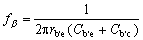 f_β = 1 / 2πr_b'e (C_b'e + C_b'c)